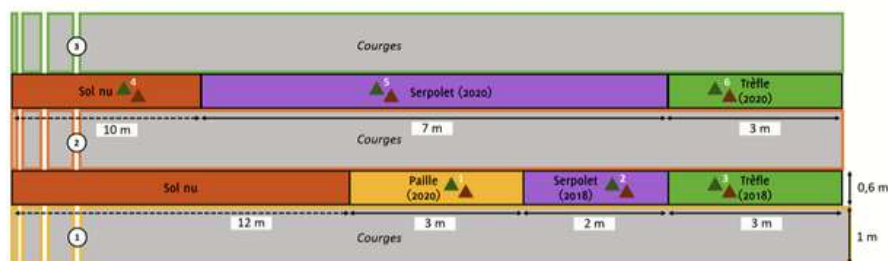 3
Courges
Sol nu
4
5
Serpolet (2020)
6
Trèfle
(2020)
10 m
7 m
3 m
2
Courges
Sol nu
Paille
(2020)
1
Serpolet
(2018)
2
3
Trèfle
(2018)
0,6 m
12 m
3 m
2 m
3 m
1
Courges
1 m